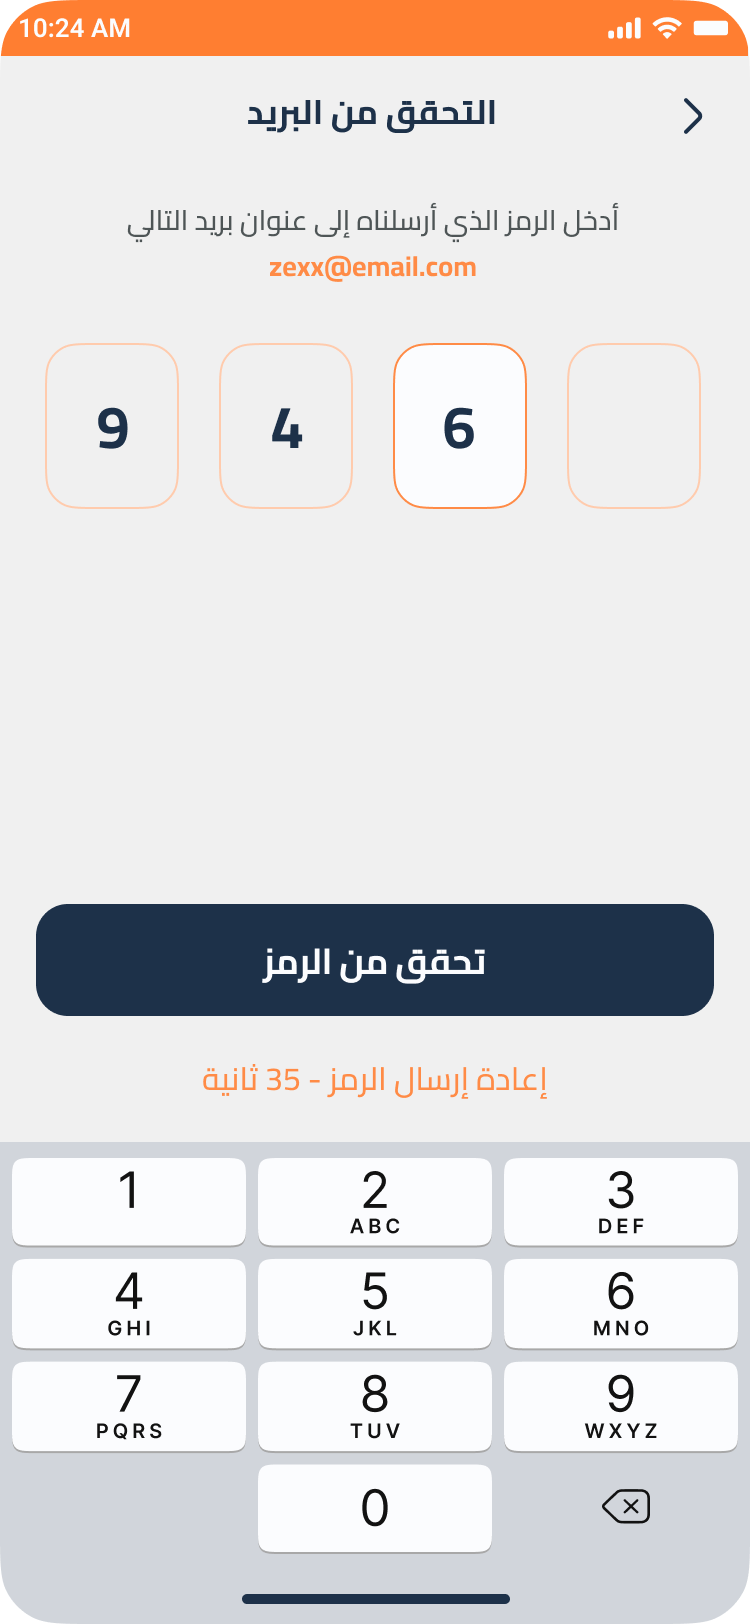 10:24 AM
التحقق من البريد
أدخل الرمز الذي أرسلناه إلى عنوان بريد التالي
zexx@email.com
9 4 6
تحقق من الرمز
إعادة إرسال الرمز - 35 ثانية
1 2 3
ABC DEF
4 5 6
GHI JKL MNO
7 8 9
PQRS TUV WXYZ
0